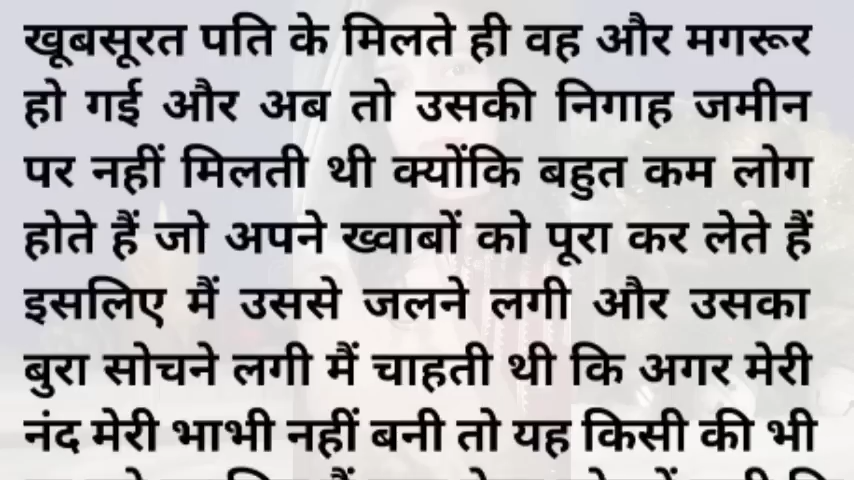 खूबसूरत पति के मिलते ही वह और मगरूर
हो गई और अब तो उसकी निगाह जमीन
पर नहीं मिलती थी क्योंकि बहुत कम लोग
होते हैं जो अपने ख्वाबों को पूरा कर लेते हैं
इसलिए मैं उससे जलने लगी और उसका
बुरा सोचने लगी मैं चाहती थी कि अगर मेरी
नंद मेरी भाभी नहीं बनी तो यह किसी की भी